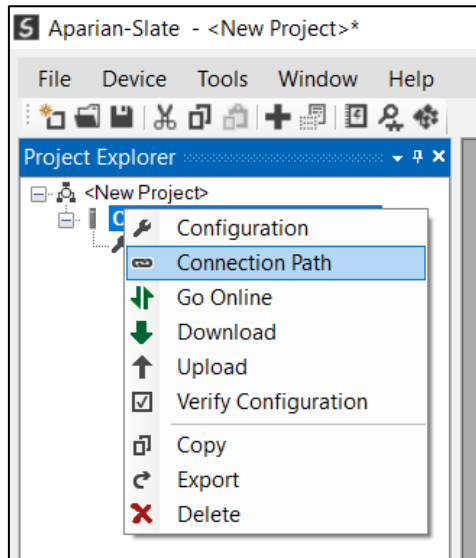 Aparian-Slate - <New Project>*
File Device Tools Window Help
Project Explorer
<New Project>
Configuration
Connection Path
Go Online
Download
Upload
Verify Configuration
Copy
Export
Delete